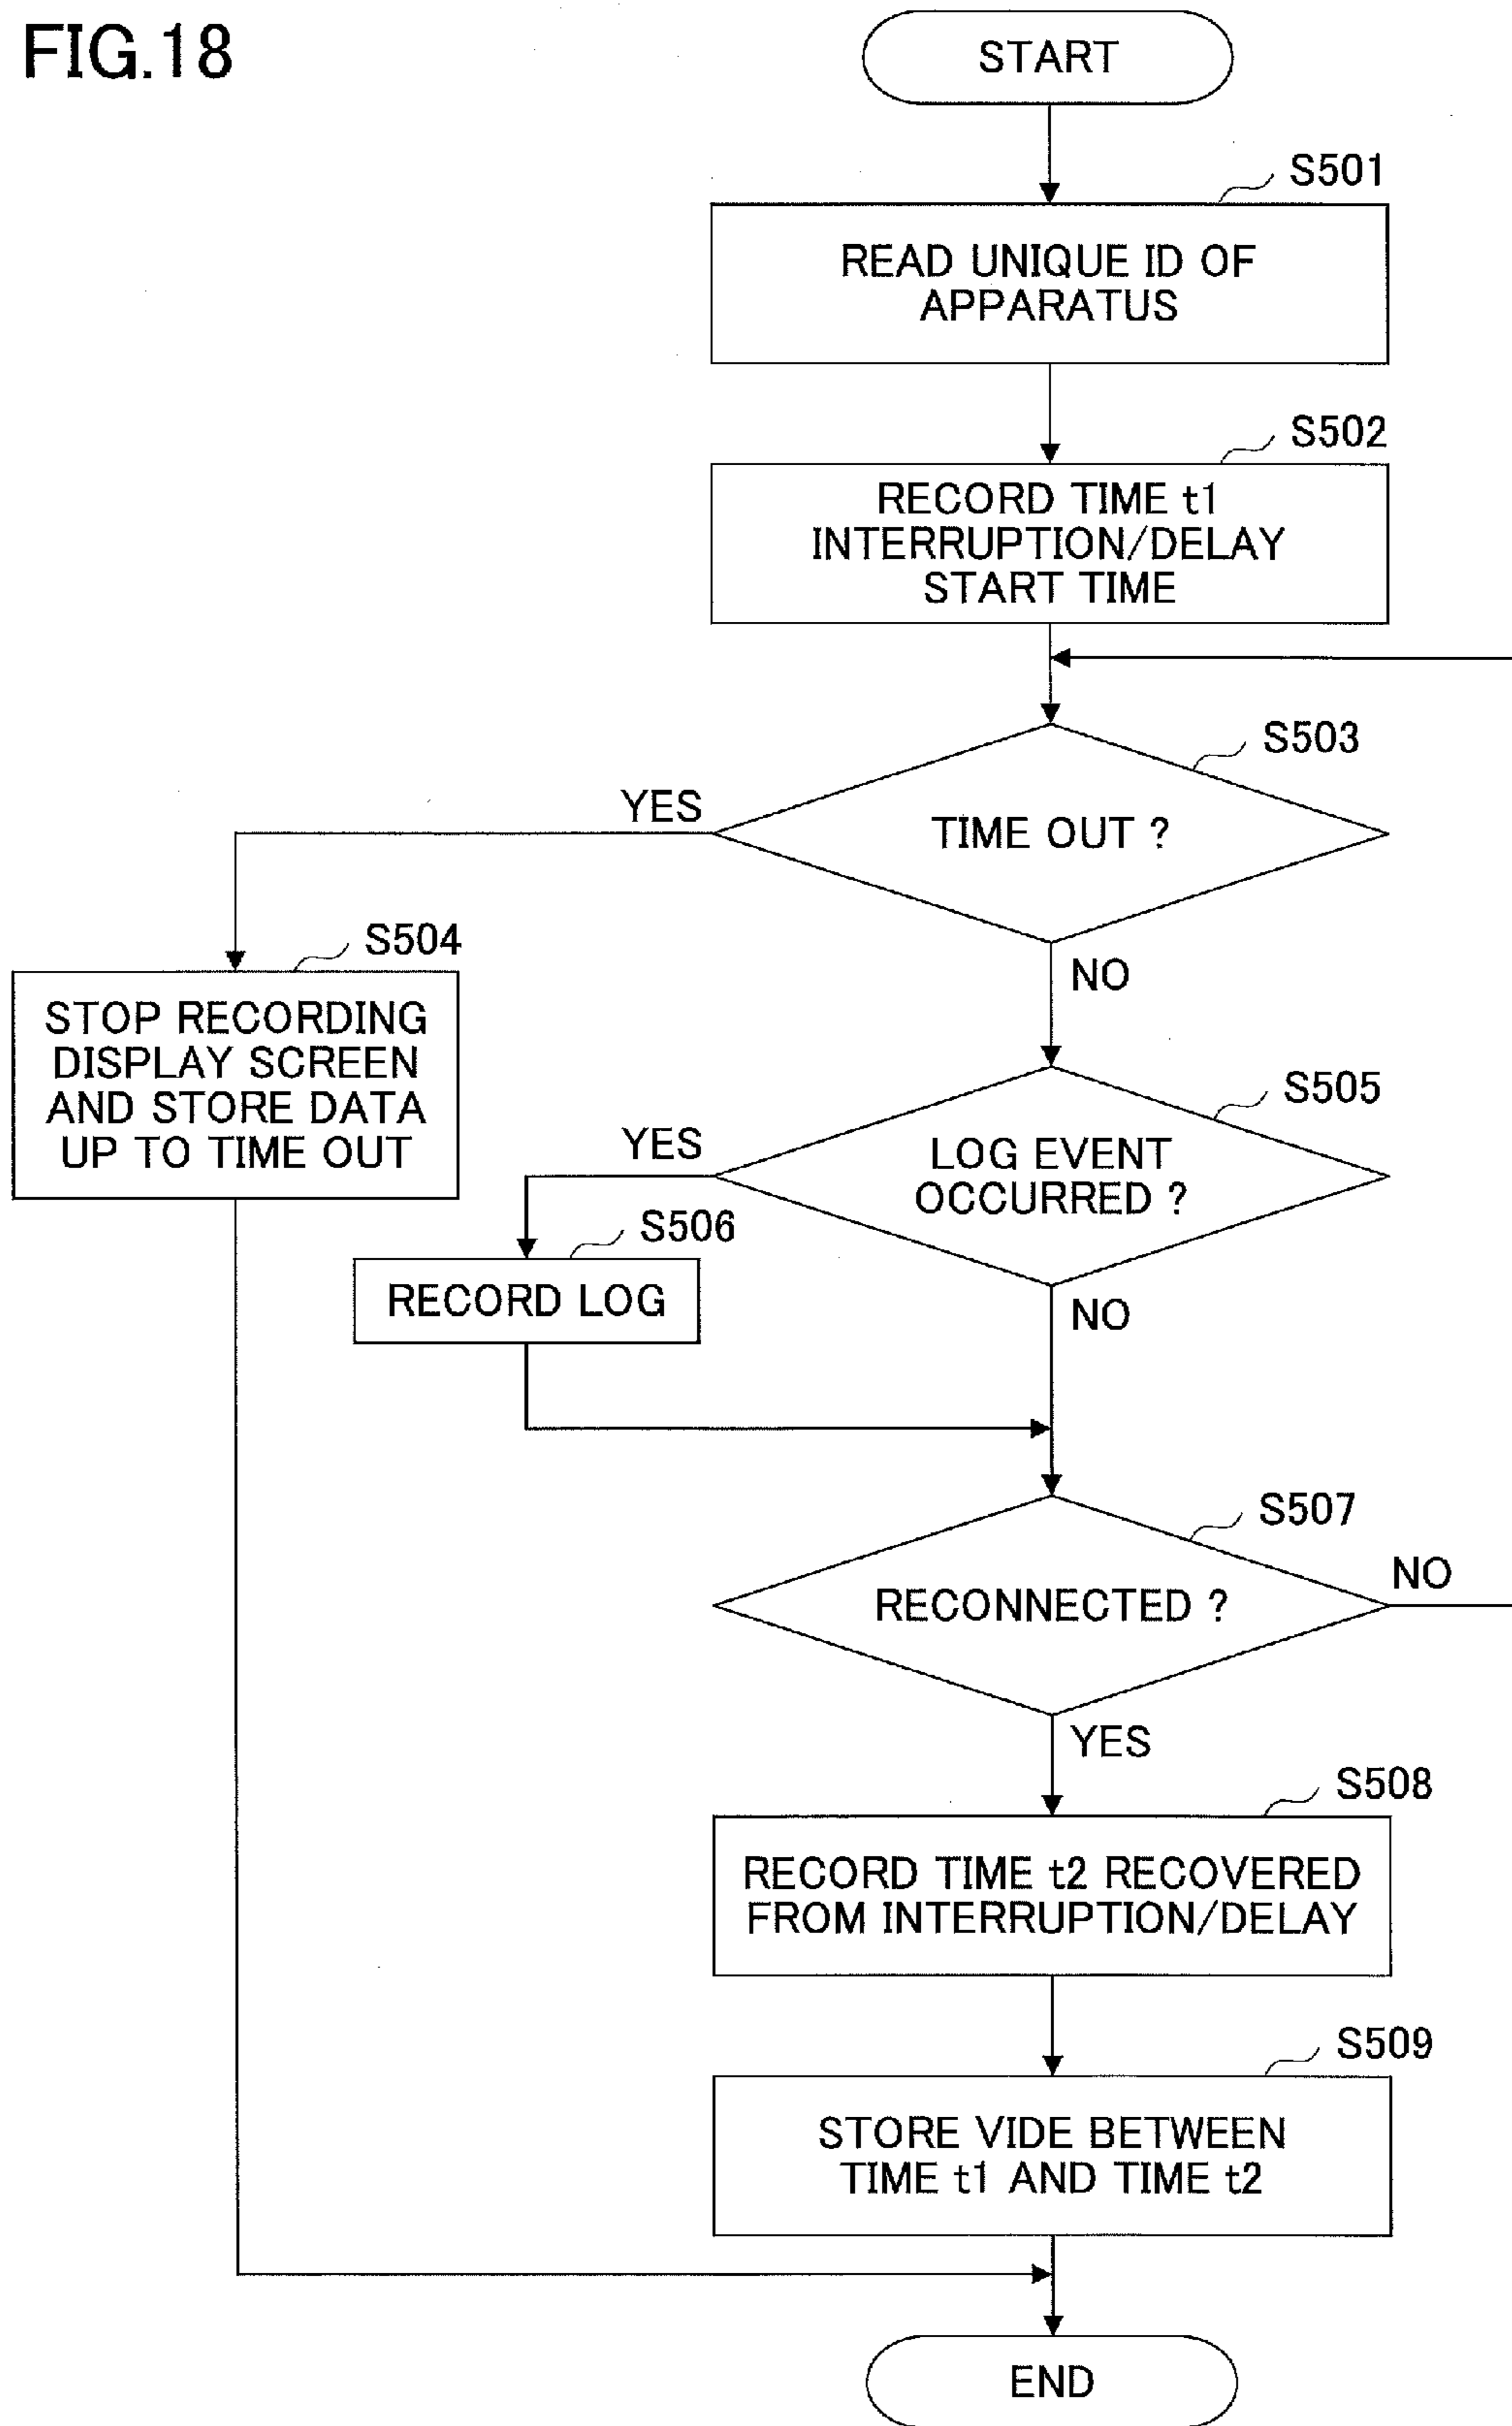 FIG.18
START
S501
READ UNIQUE ID OF
APPARATUS
S502
RECORD TIME t1
INTERRUPTION/DELAY
START TIME
S503
YES
TIME OUT ?
NO
S504
STOP RECORDING
DISPLAY SCREEN
AND STORE DATA
UP TO TIME OUT
S505
YES
LOG EVENT
OCCURRED ?
NO
S506
RECORD LOG
S507
RECONNECTED ?
NO
YES
S508
RECORD TIME t2 RECOVERED
FROM INTERRUPTION/DELAY
S509
STORE VIDE BETWEEN
TIME t1 AND TIME t2
END